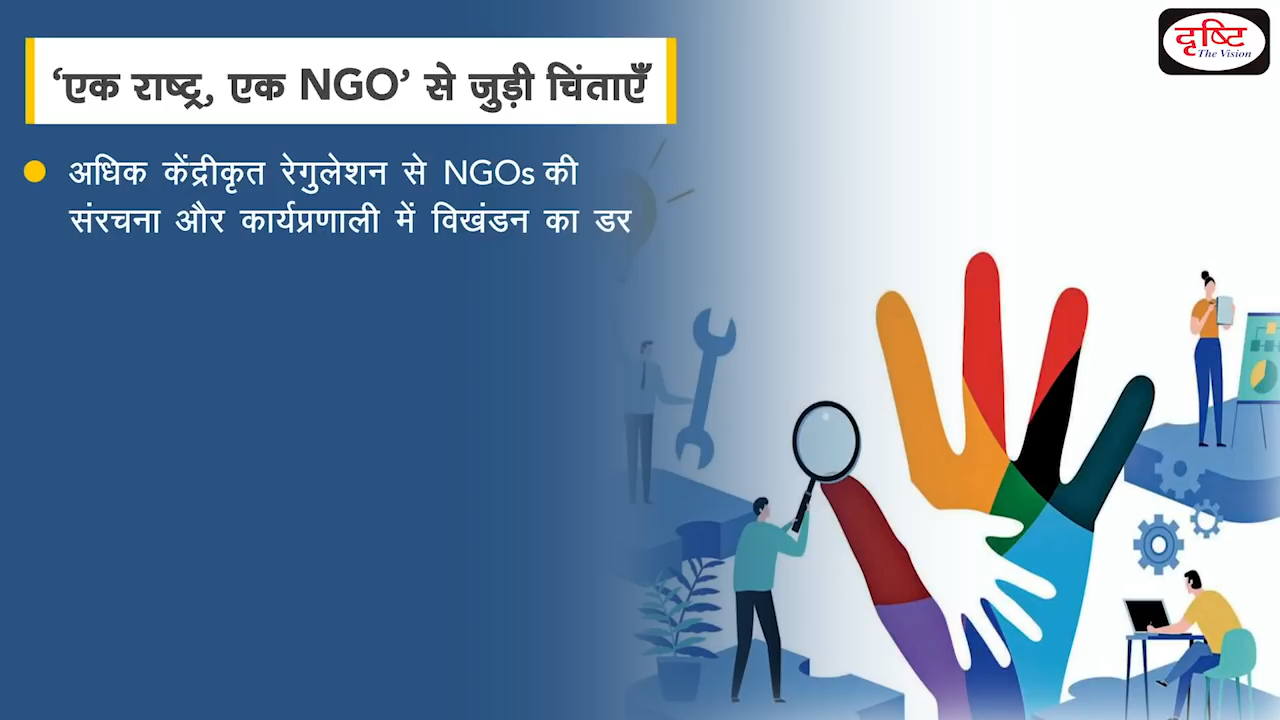 दृष्टि
The Vision
‘एक राष्ट्र, एक NGO’ से जुड़ी चिंताएँ
अधिक केंद्रीकृत रेगुलेशन से NGOs की
संरचना और कार्यप्रणाली में विखंडन का डर